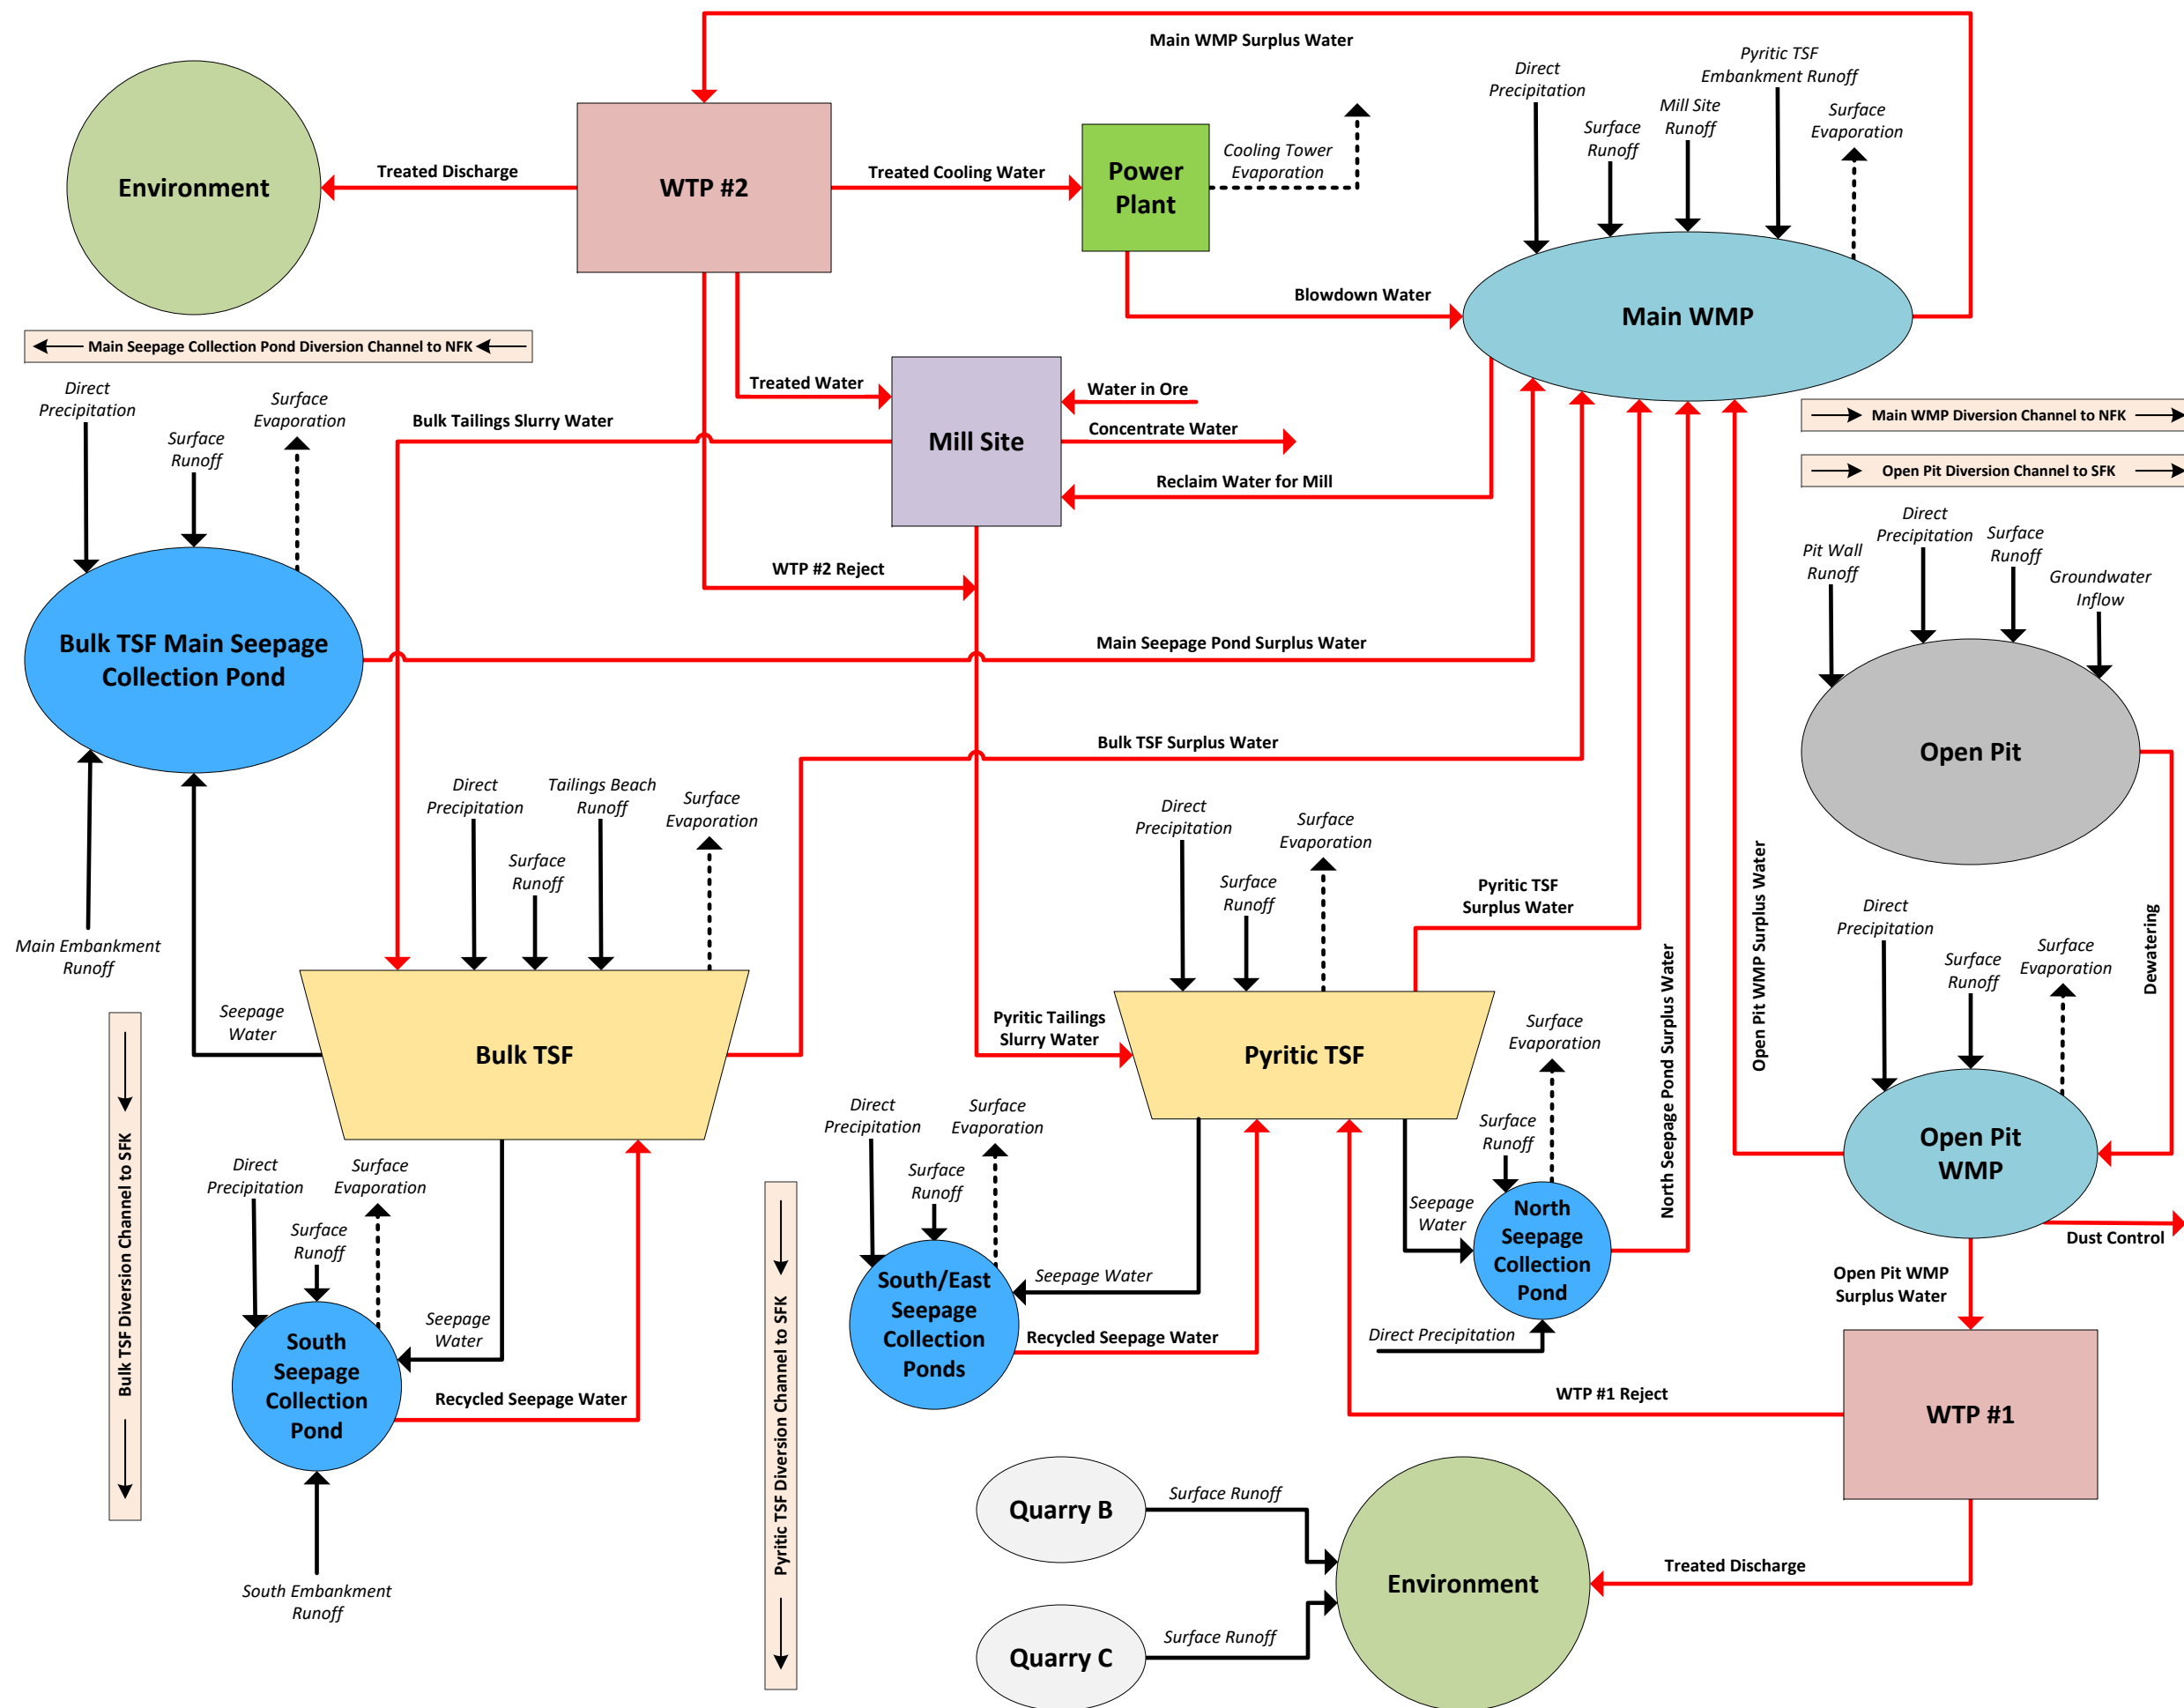 Main WMP Surplus Water
Environment
Treated Discharge
WTP #2
Treated Cooling Water
Power
Plant
Cooling Tower
Evaporation
Direct
Precipitation
Surface
Runoff
Mill Site
Runoff
Pyritic TSF
Embankment Runoff
Surface
Evaporation
Blowdown Water
Main WMP
Main Seepage Collection Pond Diversion Channel to NFK
Treated Water
Water in Ore
Mill Site
Concentrate Water
Reclaim Water for Mill
Bulk Tailings Slurry Water
WTP #2 Reject
Main WMP Diversion Channel to NFK
Open Pit Diversion Channel to SFK
Direct
Precipitation
Surface
Runoff
Surface
Evaporation
Bulk TSF Main Seepage
Collection Pond
Main Seepage Pond Surplus Water
Main Embankment
Runoff
Pit Wall
Runoff
Direct
Precipitation
Surface
Runoff
Groundwater
Inflow
Open Pit
Dewatering
Bulk TSF Surplus Water
Direct
Precipitation
Surface
Runoff
Tailings Beach
Runoff
Surface
Evaporation
Seepage
Water
Bulk TSF
Bulk TSF Diversion Channel to SFK
Direct
Precipitation
Surface
Runoff
Surface
Evaporation
Seepage
Water
South
Seepage
Collection
Pond
Recycled Seepage Water
South Embankment
Runoff
Direct
Precipitation
Surface
Runoff
Surface
Evaporation
Pyritic TSF
Surplus Water
Pyritic Tailings
Slurry Water
Pyritic TSF
Pyritic TSF Diversion Channel to SFK
Direct
Precipitation
Surface
Runoff
Surface
Evaporation
Seepage Water
South/East
Seepage
Collection
Ponds
Recycled Seepage Water
Surface
Evaporation
Surface
Runoff
Seepage
Water
North
Seepage
Collection
Pond
Direct Precipitation
North Seepage Pond Surplus Water
Open Pit WMP Surplus Water
Direct
Precipitation
Surface
Runoff
Surface
Evaporation
Open Pit
WMP
Dust Control
Open Pit WMP
Surplus Water
WTP #1 Reject
WTP #1
Treated Discharge
Quarry B
Surface Runoff
Environment
Quarry C
Surface Runoff